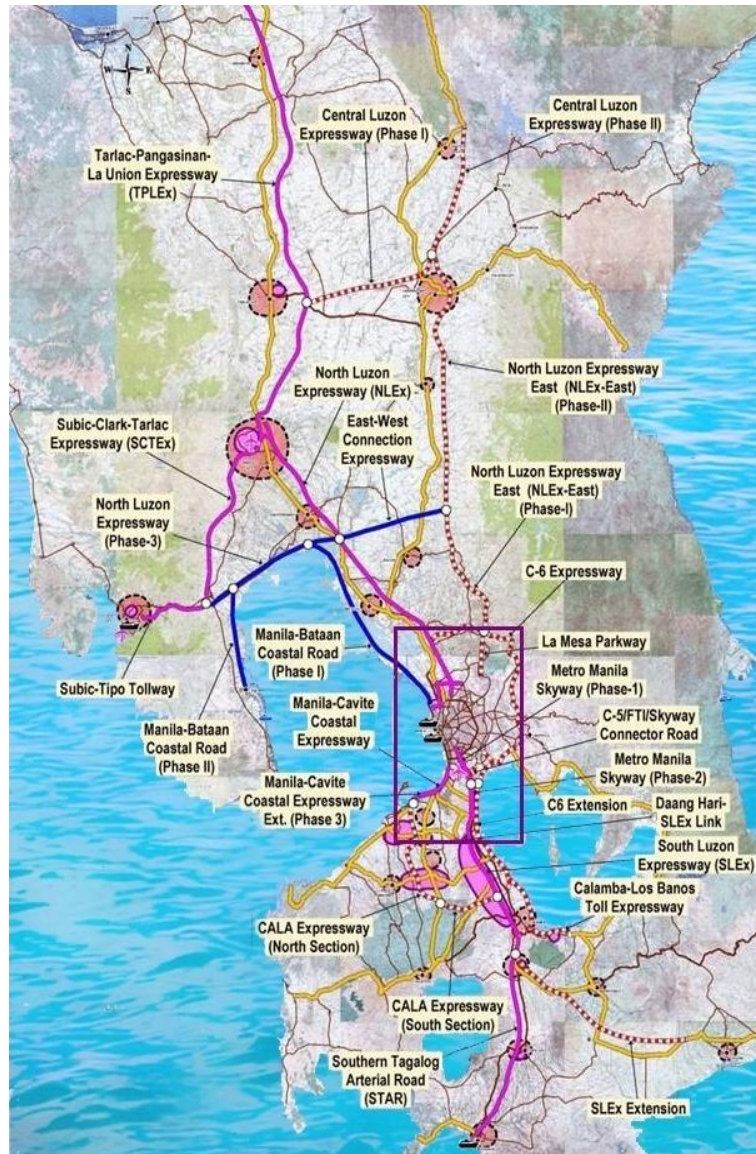 N
W
E
S
Central Luzon
Expressway (Phase I)
Central Luzon
Expressway (Phase II)
Tarlac-Pangasinan-
La Union Expressway
(TPLEx)
North Luzon
Expressway (NLEx)
North Luzon Expressway
East (NLEx-East)
(Phase-II)
Subic-Clark-Tarlac
Expressway (SCTEx)
East-West
Connection
Expressway
North Luzon
Expressway
(Phase-3)
North Luzon Expressway
East (NLEx-East)
(Phase-I)
C-6 Expressway
Manila-Bataan
Coastal Road
(Phase I)
La Mesa Parkway
Subic-Tipo Tollway
Metro Manila
Skyway (Phase-1)
Manila-Cavite
Coastal
Expressway
C-5/FTI/Skyway
Connector Road
Manila-Bataan
Coastal Road
(Phase II)
Metro Manila
Skyway (Phase-2)
Manila-Cavite
Coastal Expressway
Ext. (Phase 3)
C6 Extension
Daang Hari-
SLEx Link
South Luzon
Expressway (SLEx)
Calamba-Los Banos
Toll Expressway
CALA Expressway
(North Section)
CALA Expressway
(South Section)
Southern Tagalog
Arterial Road
(STAR)
SLEx Extension